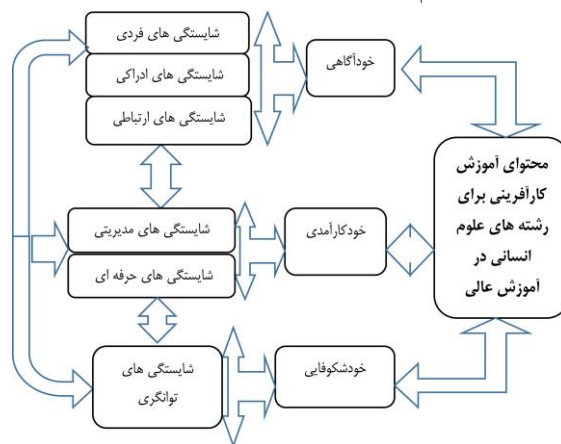 شایستگی های فردی
شایستگی های ادراکی
شایستگی های ارتباطی
خودآگاهی
محتوای آموزش
کارآفرینی برای
رشته های علوم
انسانی در
آموزش عالی
شایستگی های مدیریتی
شایستگی های حرفه ای
خودکارآمدی
شایستگی های
توانگری
خودشکوفایی